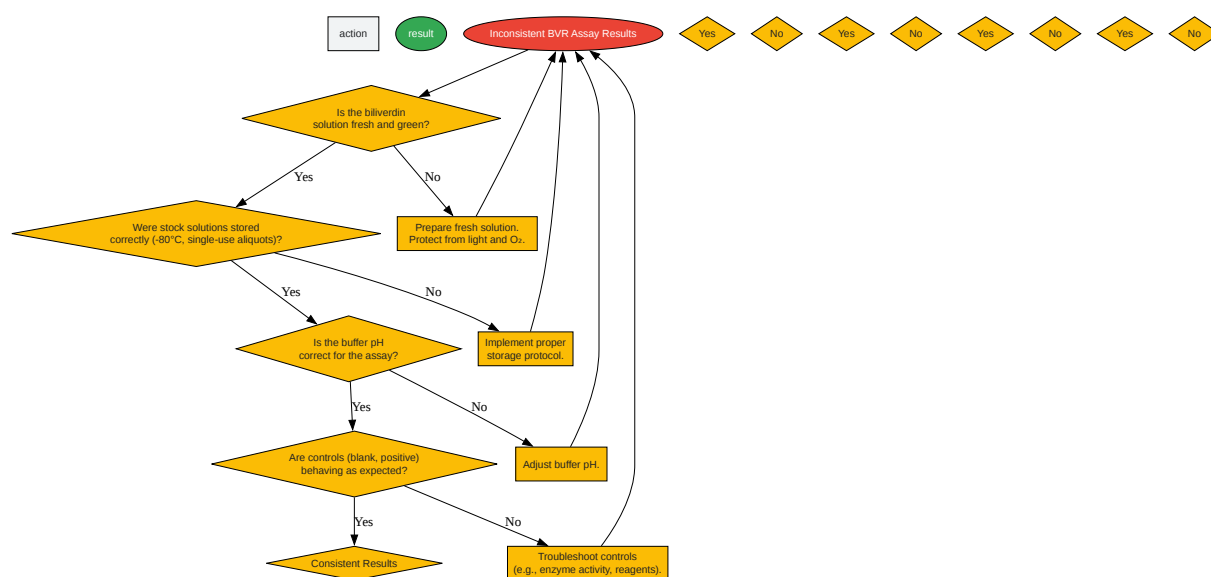 action
result
Inconsistent BVR Assay Results
Yes
No
Yes
No
Yes
No
Yes
No
Is the biliverdin
solution fresh and green?
Yes
No
Were stock solutions stored
correctly (-80°C, single-use aliquots)?
Prepare fresh solution.
Protect from light and O₂.
Yes
No
Is the buffer pH
correct for the assay?
Implement proper
storage protocol.
Yes
No
Are controls (blank, positive)
behaving as expected?
Adjust buffer pH.
Yes
No
Consistent Results
Troubleshoot controls
(e.g., enzyme activity, reagents).